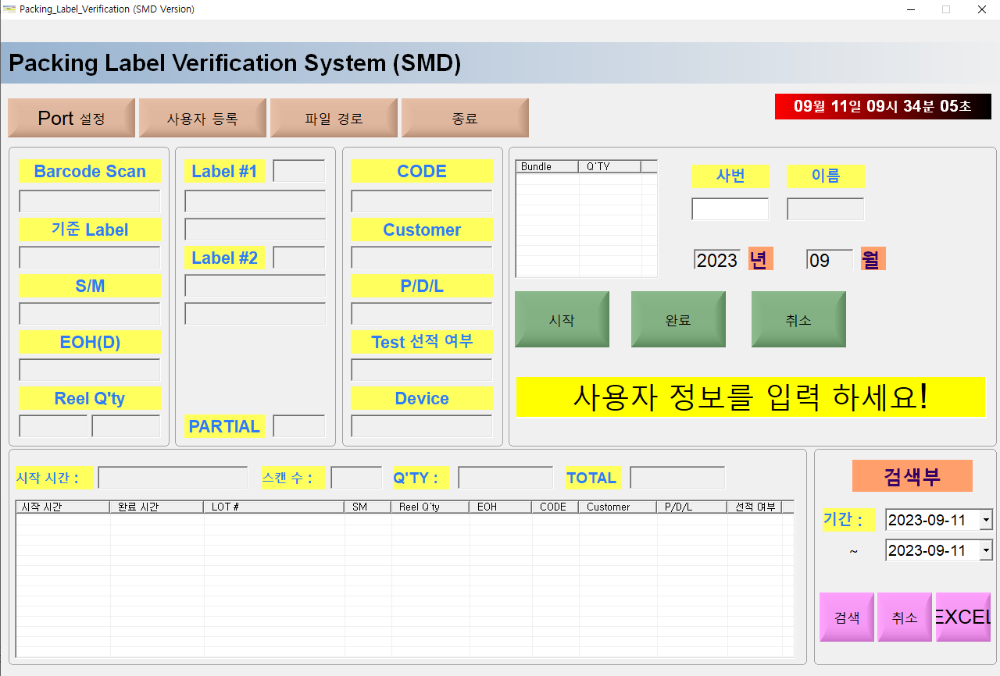 Packing_Label_Verification (SMD Version)
Packing Label Verification System (SMD)
Port 설정
사용자 등록
파일 경로
종료
09월 11일 09시 34분 05초
Barcode Scan
기준 Label
S/M
EOH(D)
Reel Q'ty
Label #1
Label #2
PARTIAL
CODE
Customer
P/D/L
Test 선적 여부
Device
Bundle Q'TY
사번 이름
2023 년 09 월
시작 완료 취소
사용자 정보를 입력 하세요!
시작 시간 : 스캔 수 : Q'TY : TOTAL
시작 시간 완료 시간 LOT # SM Reel Q'ty EOH CODE Customer P/D/L 선적 여부
검색부
기간 : 2023-09-11
~ 2023-09-11
검색 취소 EXCEL